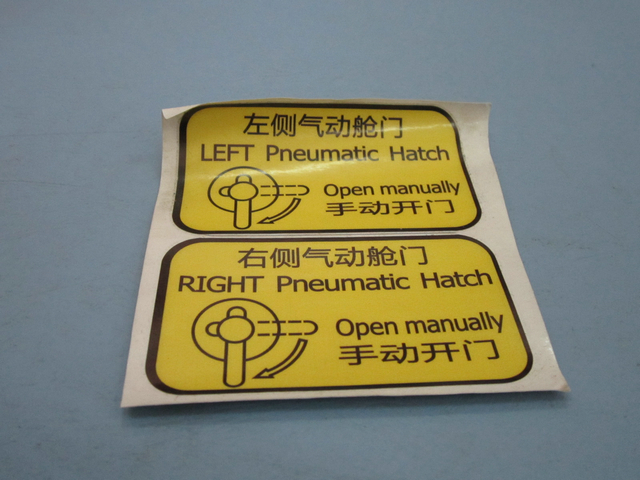 左侧气动舱门
LEFT Pneumatic Hatch
Open manually
手动开门
右侧气动舱门
RIGHT Pneumatic Hatch
Open manually
手动开门